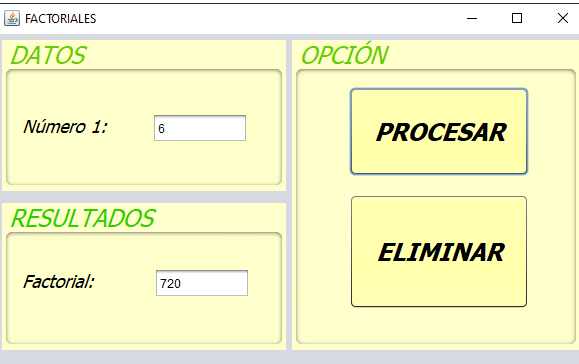 FACTORIALES
DATOS
Número 1:
6
RESULTADOS
Factorial:
720
OPCIÓN
PROCESAR
ELIMINAR